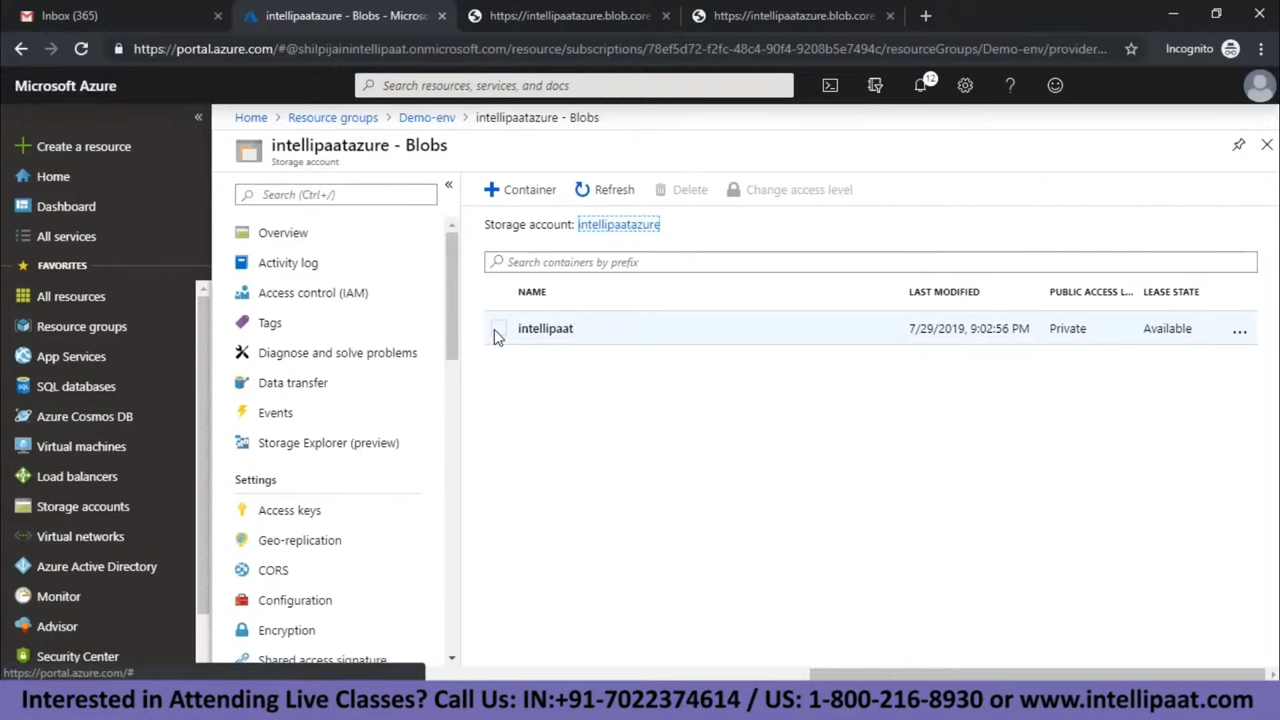 Inbox (365)
intellipaatazure - Blobs - Micros
https://intellipaatazure.blob.core
https://intellipaatazure.blob.core
https://portal.azure.com/#@shilpijainintellipaat.onmicrosoft.com/resource/subscriptions/78ef5d72-f2fc-48c4-90f4-9208b5e7494c/resourceGroups/Demo-env/provider...
Incognito
Microsoft Azure
Search resources, services, and docs
12
Create a resource
Home
Dashboard
All services
FAVORITES
All resources
Resource groups
App Services
SQL databases
Azure Cosmos DB
Virtual machines
Load balancers
Storage accounts
Virtual networks
Azure Active Directory
Monitor
Advisor
Security Center
https://portal.azure.com/#
Home > Resource groups > Demo-env > intellipaatazure - Blobs
intellipaatazure - Blobs
Storage account
Search (Ctrl+/)
Overview
Activity log
Access control (IAM)
Tags
Diagnose and solve problems
Data transfer
Events
Storage Explorer (preview)
Settings
Access keys
Geo-replication
CORS
Configuration
Encryption
Shared access signature
Container Refresh Delete Change access level
Storage account: intellipaatazure
Search containers by prefix
NAME LAST MODIFIED PUBLIC ACCESS L... LEASE STATE
intellipaat 7/29/2019, 9:02:56 PM Private Available ...
Interested in Attending Live Classes? Call Us: IN:+91-7022374614 / US: 1-800-216-8930 or www.intellipaat.com